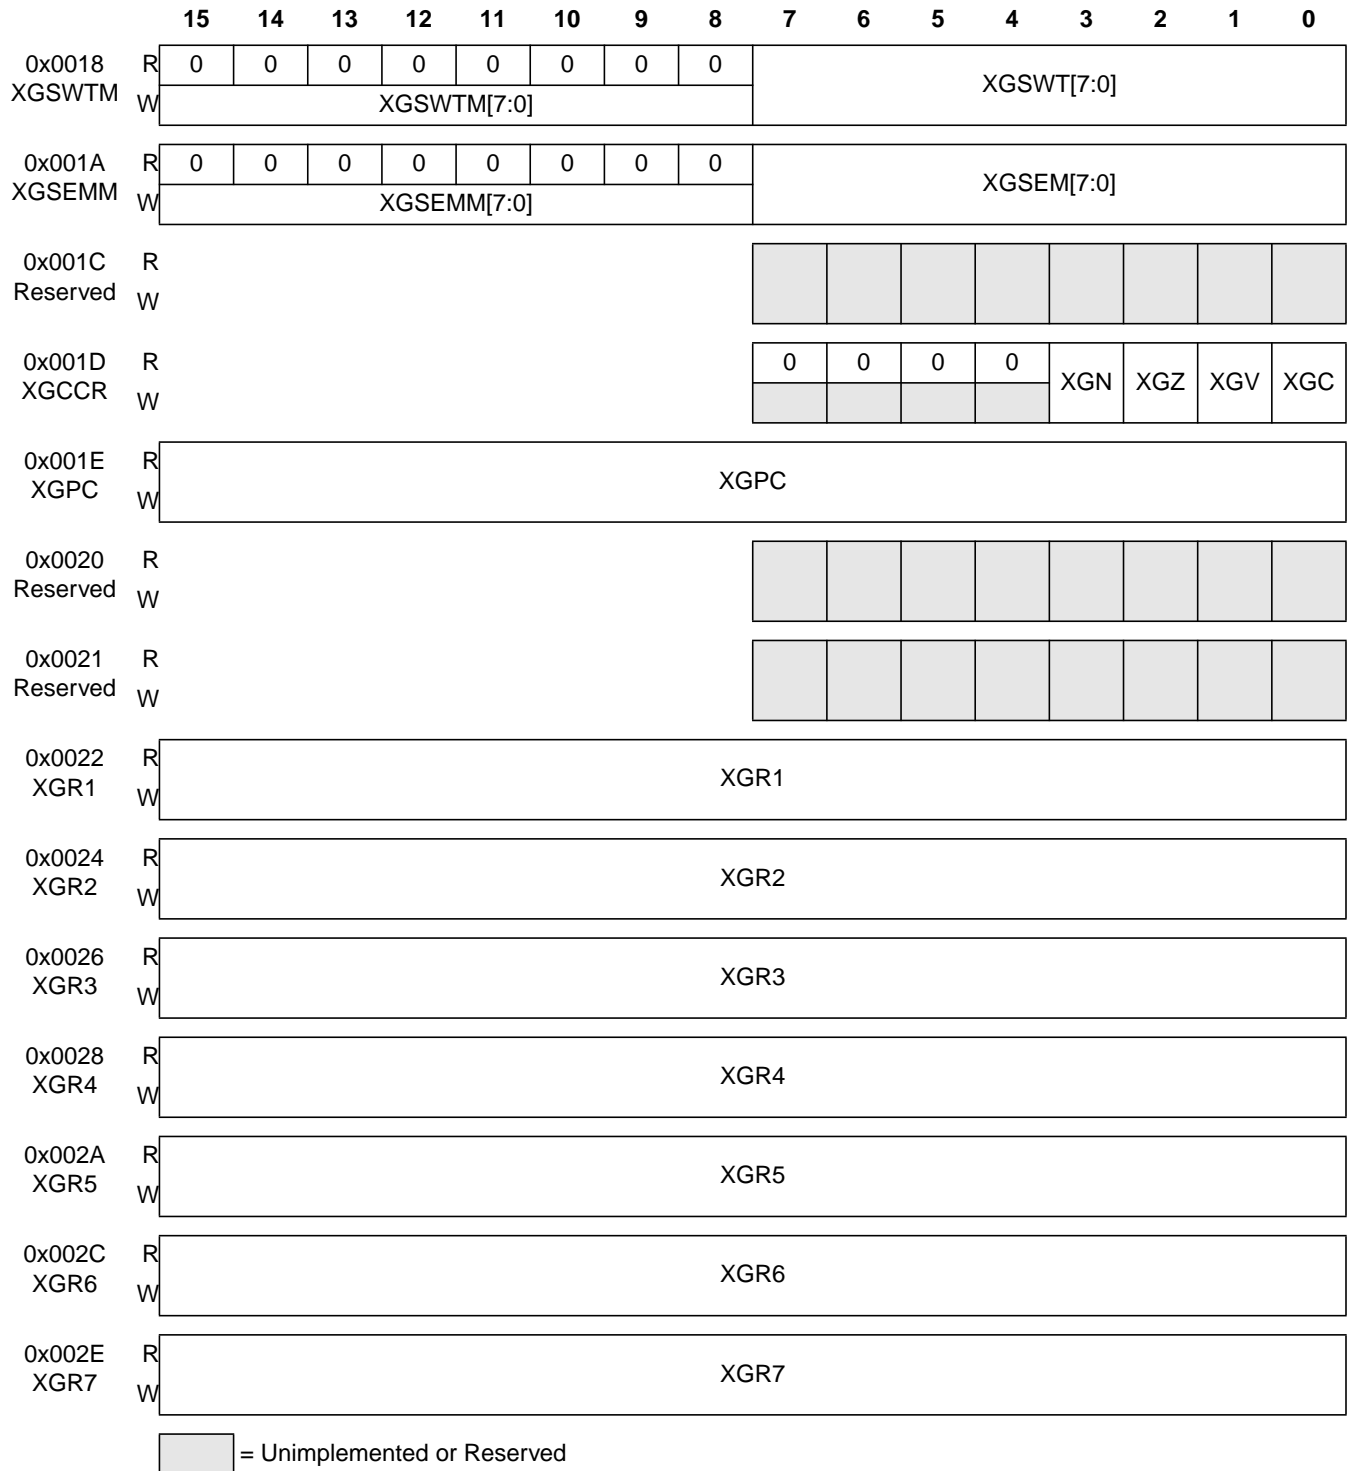 15 14 13 12 11 10 9 8 7 6 5 4 3 2 1 0
0x0018 R 0 0 0 0 0 0 0 0 XGSWT[7:0]
XGSWTM W XGSWTM[7:0]
0x001A R 0 0 0 0 0 0 0 0 XGSEM[7:0]
XGSEMM W XGSEMM[7:0]
0x001C R
Reserved W
0x001D R 0 0 0 0 XGN XGZ XGV XGC
XGCCR W
0x001E R XGPC
XGPC W
0x0020 R
Reserved W
0x0021 R
Reserved W
0x0022 R XGR1
XGR1 W
0x0024 R XGR2
XGR2 W
0x0026 R XGR3
XGR3 W
0x0028 R XGR4
XGR4 W
0x002A R XGR5
XGR5 W
0x002C R XGR6
XGR6 W
0x002E R XGR7
XGR7 W
= Unimplemented or Reserved